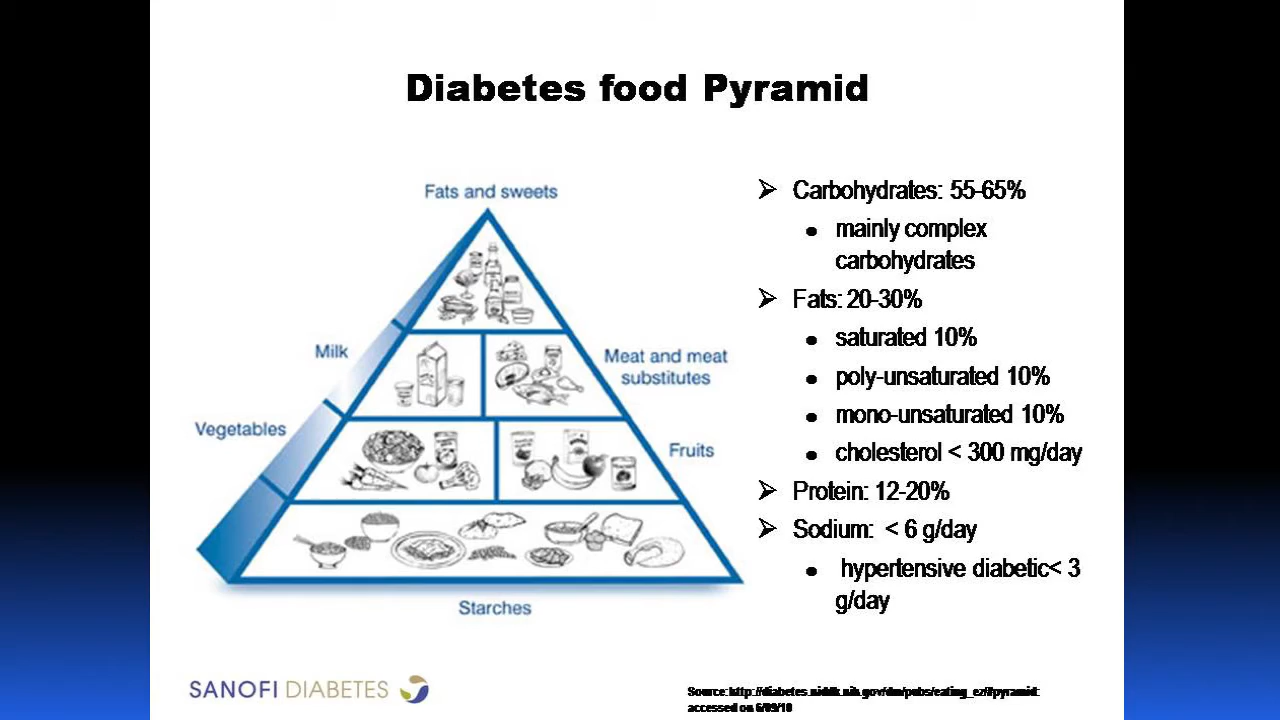 Diabetes food Pyramid
Fats and sweets
Milk
Meat and meat
substitutes
Vegetables
Fruits
Starches
➢ Carbohydrates: 55-65%
• mainly complex
carbohydrates
➢ Fats: 20-30%
• saturated 10%
• poly-unsaturated 10%
• mono-unsaturated 10%
• cholesterol < 300 mg/day
➢ Protein: 12-20%
➢ Sodium: < 6 g/day
• hypertensive diabetic< 3
g/day
SANOFI DIABETES
Source: http://diabetes.niddk.nih.gov/dm/pubs/eating_ez/#pyramid:
accessed on 6/09/10